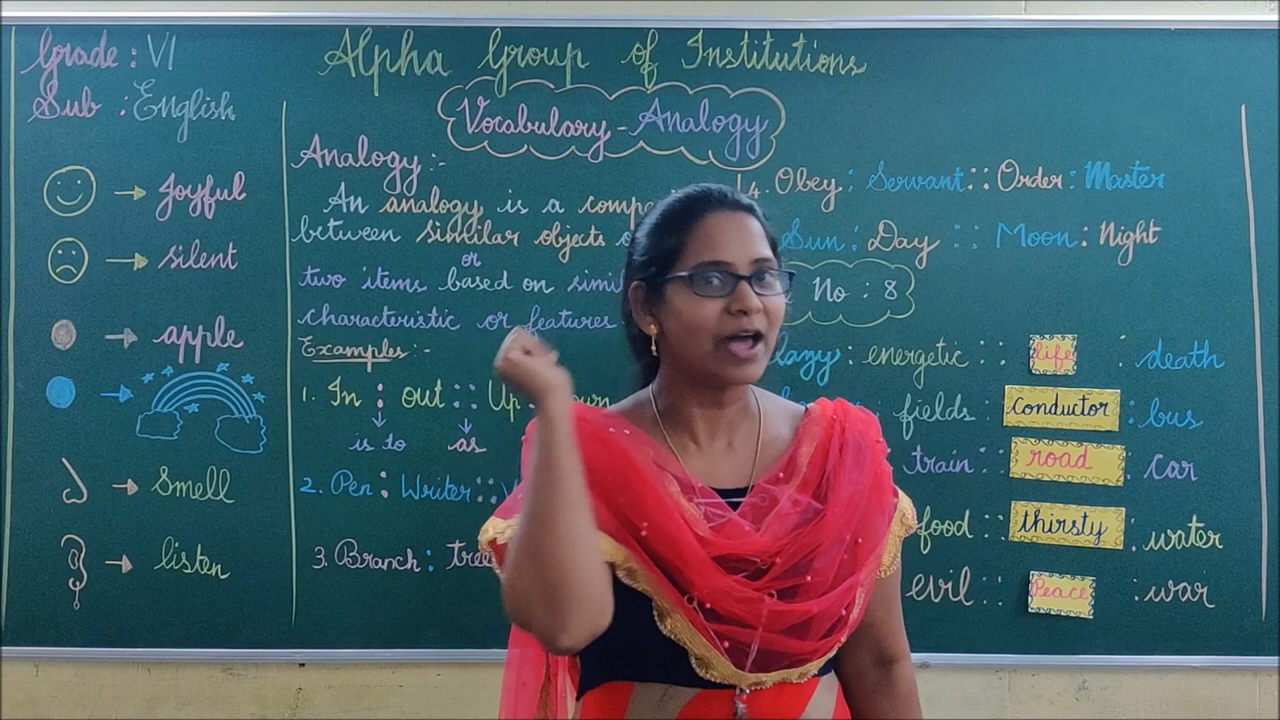 Grade : VI
Sub : English
Alpha Group of Institutions
Vocabulary - Analogy
Joyful
silent
apple
Smell
listen
Analogy :-
An analogy is a
between similar objects
or
two items based on
characteristic or features
Examples :-
1. In : out :: Up :
is to as
2. Pen : Writer ::
3. Branch : tree
4. Obey : Servant :: Order : Master
Sun : Day :: Moon : Night
No : 8
lazy : energetic :: life : death
fields : Conductor : bus
train :: road : car
food :: thirsty : water
evil :: Peace : war